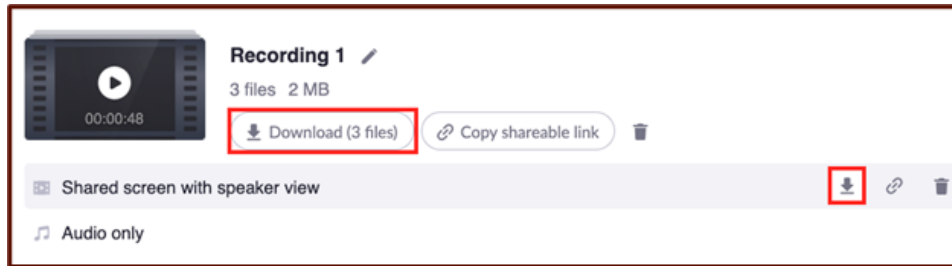 Recording 1
3 files 2 MB
00:00:48
Download (3 files) Copy shareable link
Shared screen with speaker view
Audio only